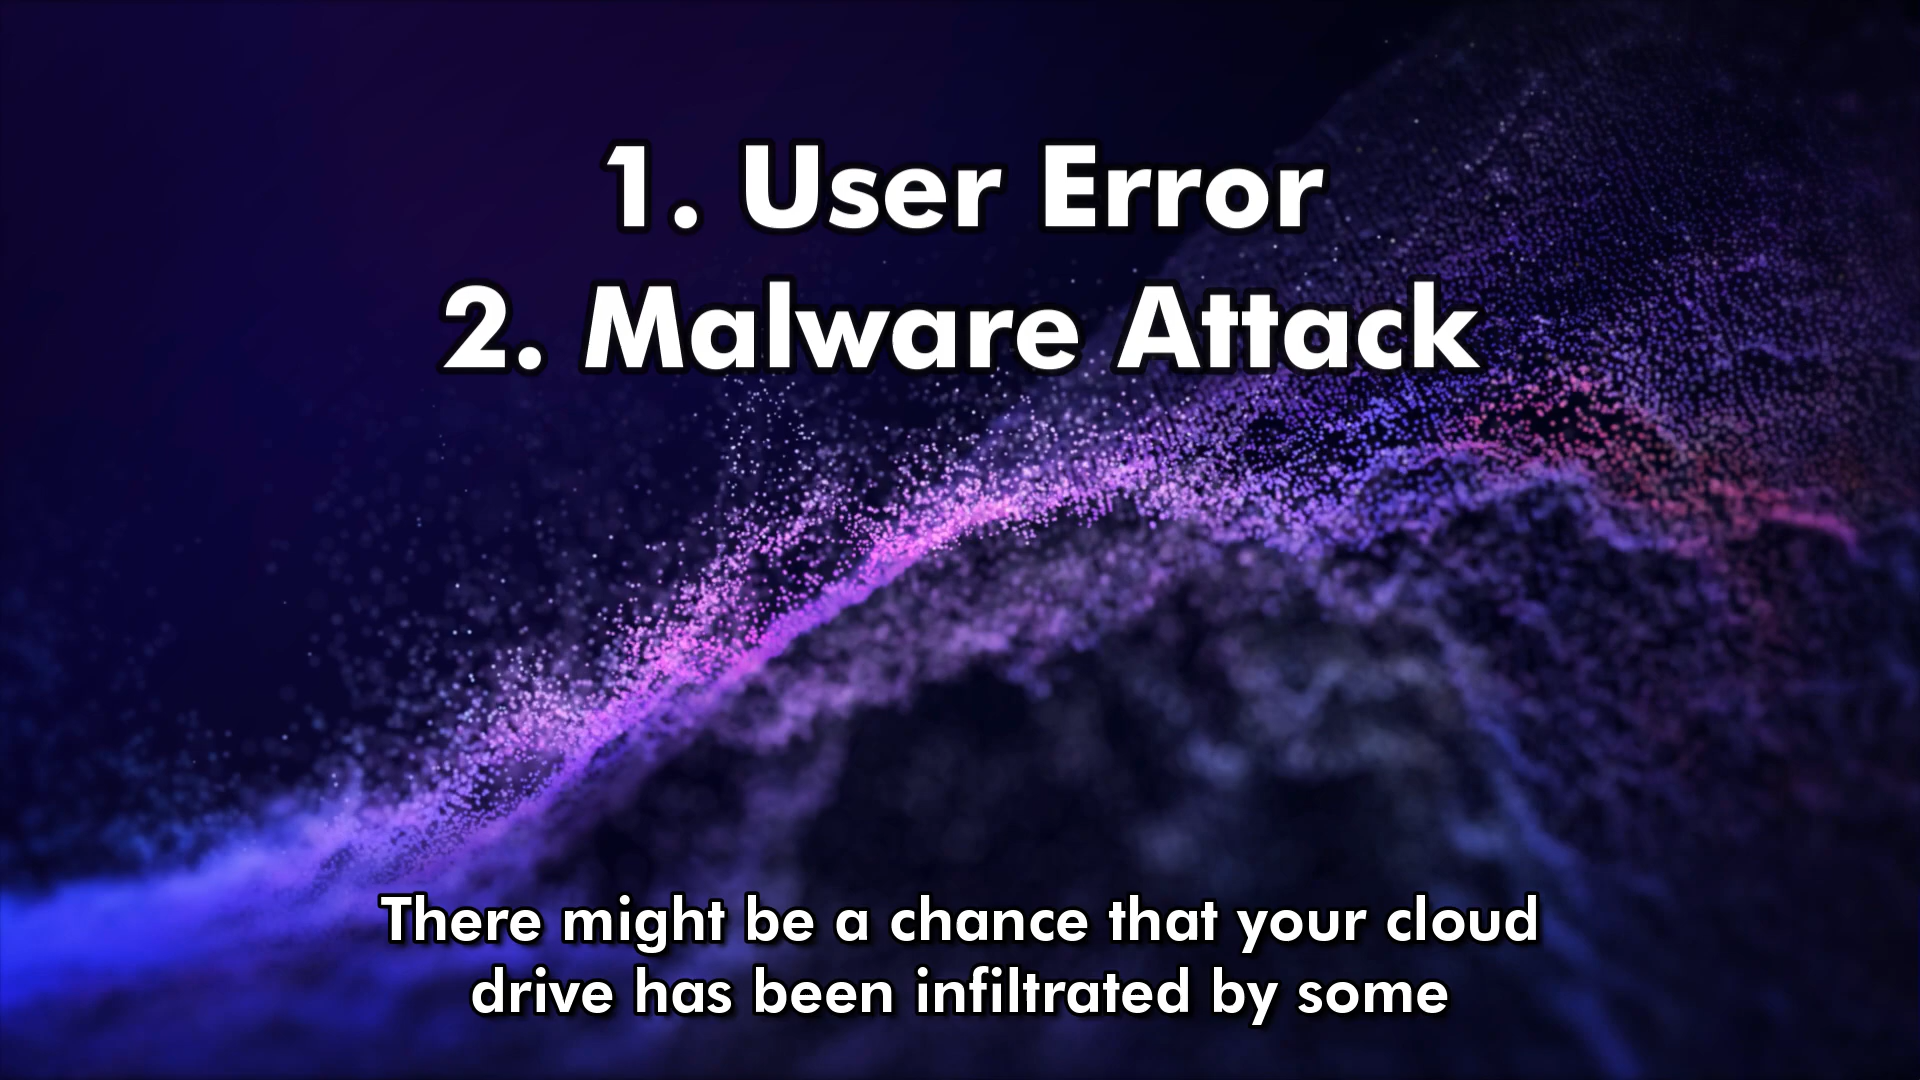 1. User Error
2. Malware Attack
There might be a chance that your cloud
drive has been infiltrated by some